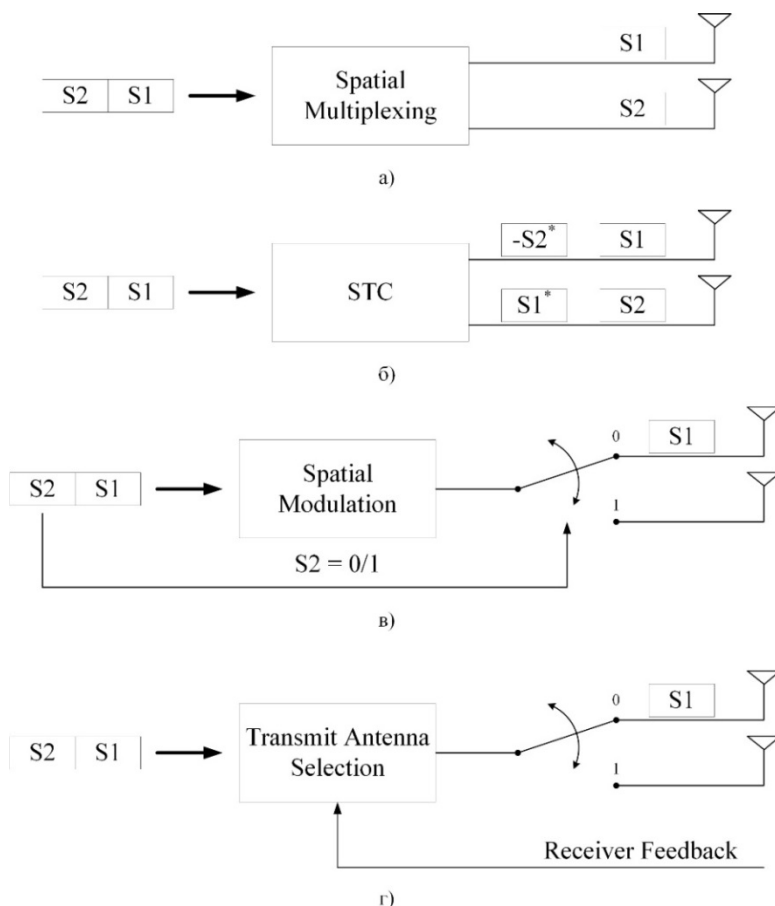 S1
S2 S1
Spatial
Multiplexing
S2
а)
-S2* S1
S2 S1
STC
S1* S2
б)
0
S1
S2 S1
Spatial
Modulation
1
S2 = 0/1
в)
0
S1
S2 S1
Transmit Antenna
Selection
1
Receiver Feedback
г)